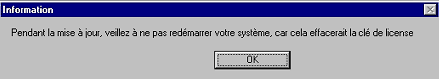 Information
Pendant la mise à jour, veillez à ne pas redémarrer votre système, car cela effacerait la clé de license
OK